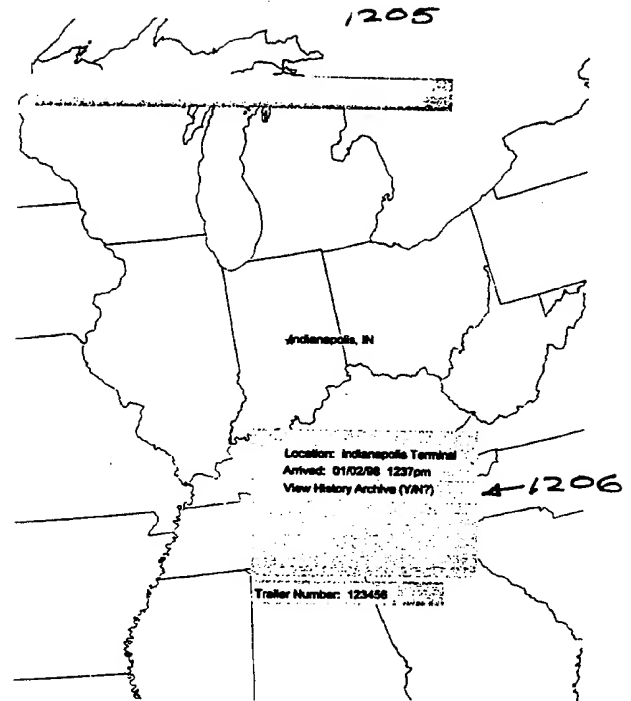 1205
Indianapolis, IN
Location: Indianapolis Terminal
Arrived: 01/02/98 1237pm
View History Archive (Y/N?)
1206
Trailer Number: 123456